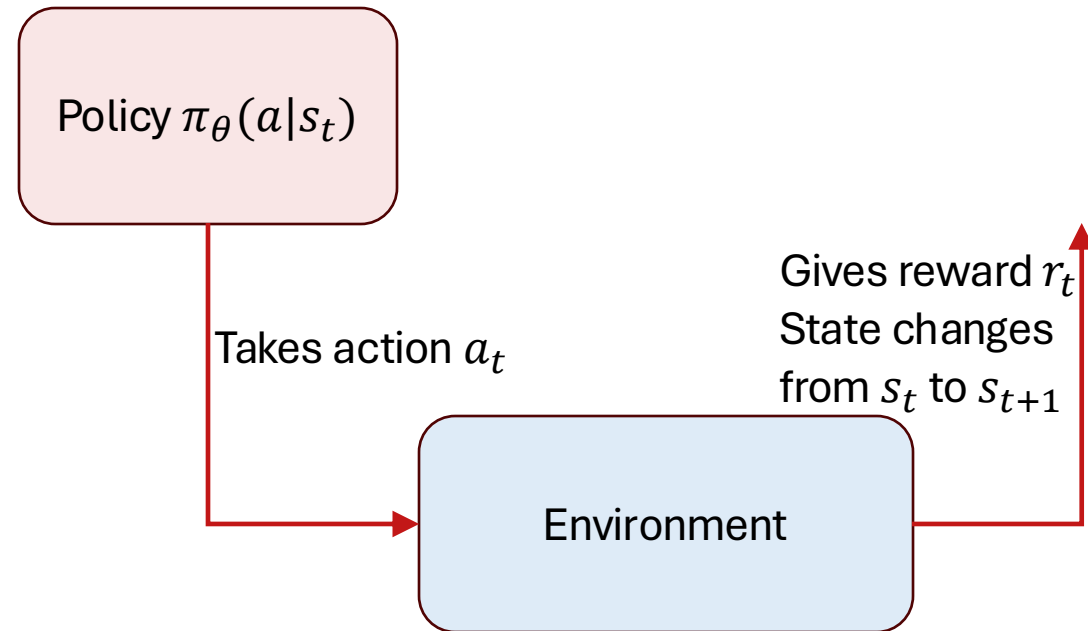 Policy π_θ(a|s_t)
Gives reward r_t
State changes
from s_t to s_{t+1}
Takes action a_t
Environment